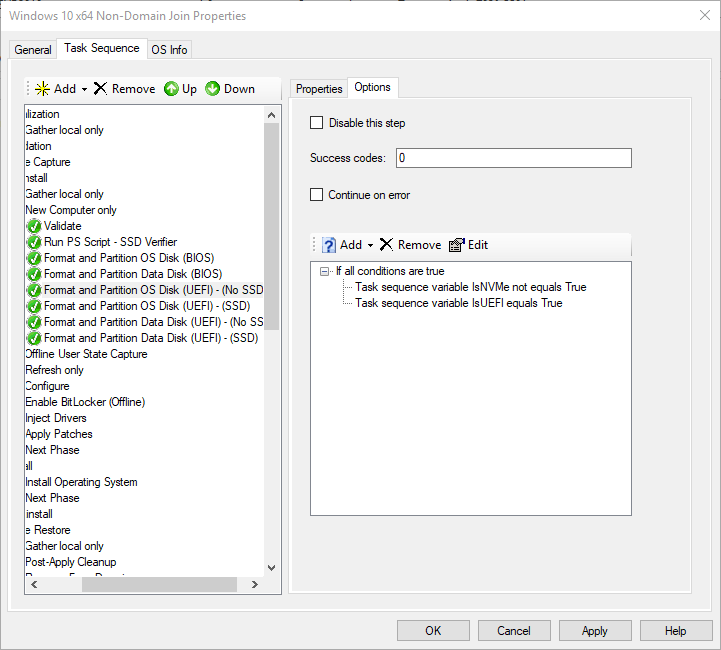 Windows 10 x64 Non-Domain Join Properties
General Task Sequence OS Info
Add Remove Up Down
lization
Gather local only
dation
e Capture
nstall
Gather local only
New Computer only
Validate
Run PS Script - SSD Verifier
Format and Partition OS Disk (BIOS)
Format and Partition Data Disk (BIOS)
Format and Partition OS Disk (UEFI) - (No SSD
Format and Partition OS Disk (UEFI) - (SSD)
Format and Partition Data Disk (UEFI) - (No SS
Format and Partition Data Disk (UEFI) - (SSD)
Offline User State Capture
Refresh only
Configure
Enable BitLocker (Offline)
Inject Drivers
Apply Patches
Next Phase
all
Install Operating System
Next Phase
install
e Restore
Gather local only
Post-Apply Cleanup
Properties Options
Disable this step
Success codes: 0
Continue on error
Add Remove Edit
If all conditions are true
Task sequence variable IsNVMe not equals True
Task sequence variable IsUEFI equals True
OK Cancel Apply Help